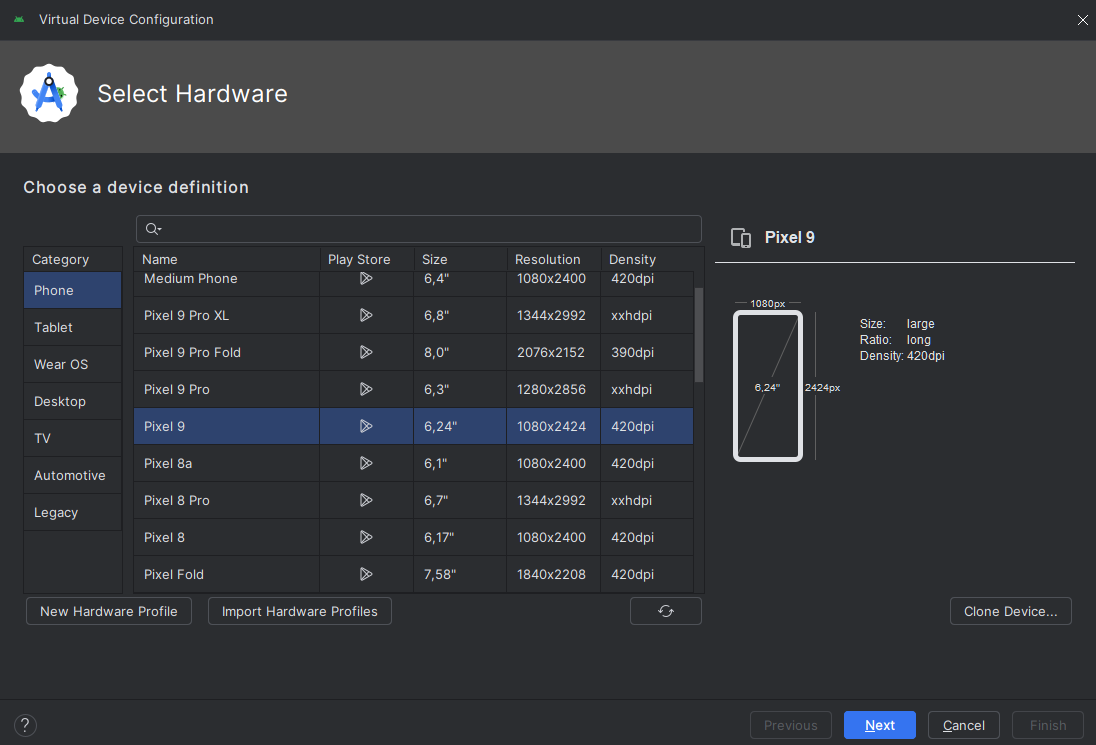 Virtual Device Configuration
Select Hardware
Choose a device definition
Category
Phone
Tablet
Wear OS
Desktop
TV
Automotive
Legacy
Name Play Store Size Resolution Density
Medium Phone 6,4" 1080x2400 420dpi
Pixel 9 Pro XL 6,8" 1344x2992 xxhdpi
Pixel 9 Pro Fold 8,0" 2076x2152 390dpi
Pixel 9 Pro 6,3" 1280x2856 xxhdpi
Pixel 9 6,24" 1080x2424 420dpi
Pixel 8a 6,1" 1080x2400 420dpi
Pixel 8 Pro 6,7" 1344x2992 xxhdpi
Pixel 8 6,17" 1080x2400 420dpi
Pixel Fold 7,58" 1840x2208 420dpi
New Hardware Profile
Import Hardware Profiles
Pixel 9
1080px
6,24"
2424px
Size: large
Ratio: long
Density: 420dpi
Clone Device...
?
Previous
Next
Cancel
Finish